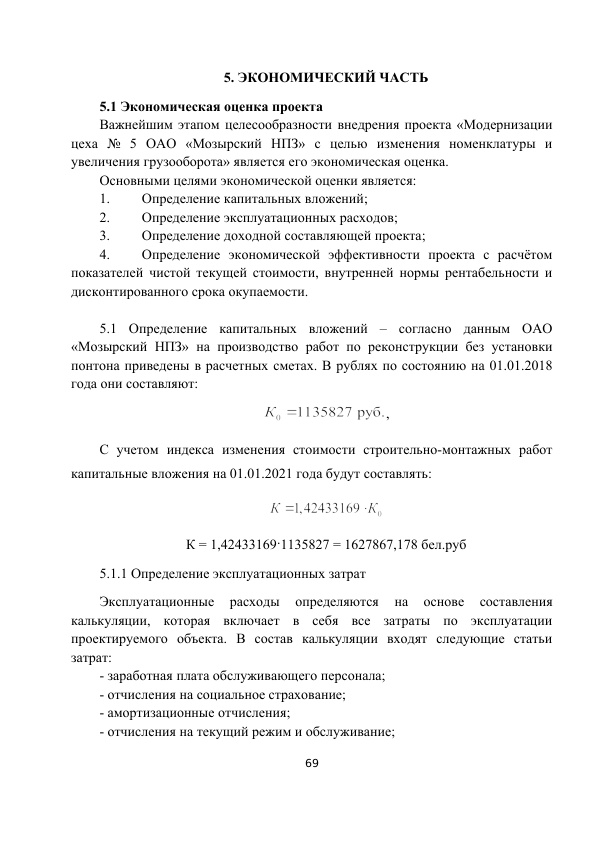 5. ЭКОНОМИЧЕСКИЙ ЧАСТЬ
5.1 Экономическая оценка проекта
Важнейшим этапом целесообразности внедрения проекта «Модернизации
цеха № 5 ОАО «Мозырский НПЗ» с целью изменения номенклатуры и
увеличения грузооборота» является его экономическая оценка.
Основными целями экономической оценки является:
1. Определение капитальных вложений;
2. Определение эксплуатационных расходов;
3. Определение доходной составляющей проекта;
4. Определение экономической эффективности проекта с расчётом
показателей чистой текущей стоимости, внутренней нормы рентабельности и
дисконтированного срока окупаемости.
5.1 Определение капитальных вложений – согласно данным ОАО
«Мозырский НПЗ» на производство работ по реконструкции без установки
понтона приведены в расчетных сметах. В рублях по состоянию на 01.01.2018
года они составляют:
K₀ =1135827 руб.,
С учетом индекса изменения стоимости строительно-монтажных работ
капитальные вложения на 01.01.2021 года будут составлять:
K =1,42433169 ·K₀
К = 1,42433169·1135827 = 1627867,178 бел.руб
5.1.1 Определение эксплуатационных затрат
Эксплуатационные расходы определяются на основе составления
калькуляции, которая включает в себя все затраты по эксплуатации
проектируемого объекта. В состав калькуляции входят следующие статьи
затрат:
- заработная плата обслуживающего персонала;
- отчисления на социальное страхование;
- амортизационные отчисления;
- отчисления на текущий режим и обслуживание;
69